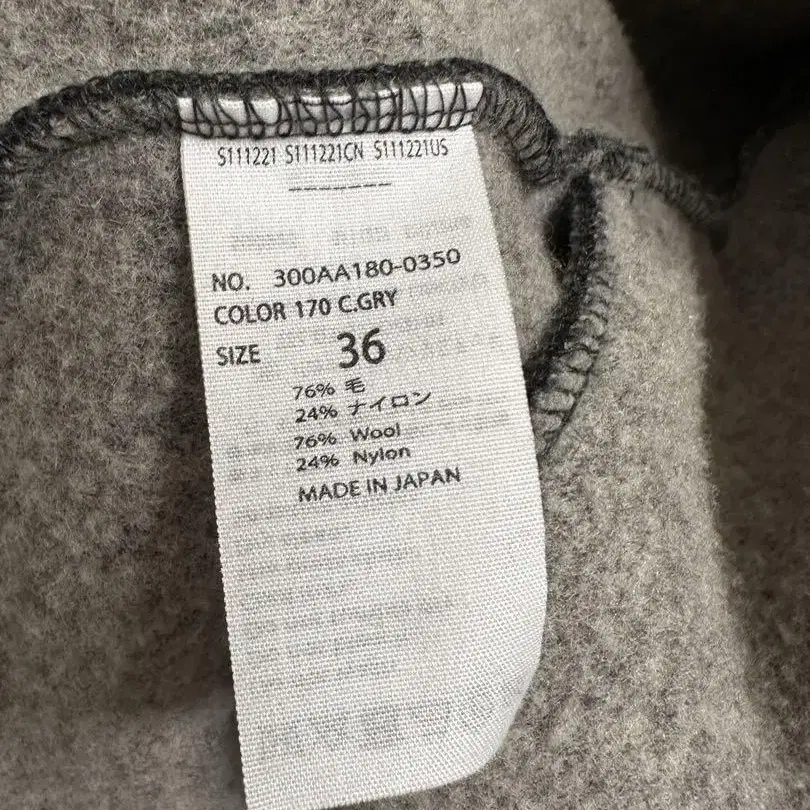 S111221 S111221CN S111221US
-------
NO. 300AA180-0350
COLOR 170 C.GRY
SIZE 36
76% 毛
24% ナイロン
76% Wool
24% Nylon
MADE IN JAPAN